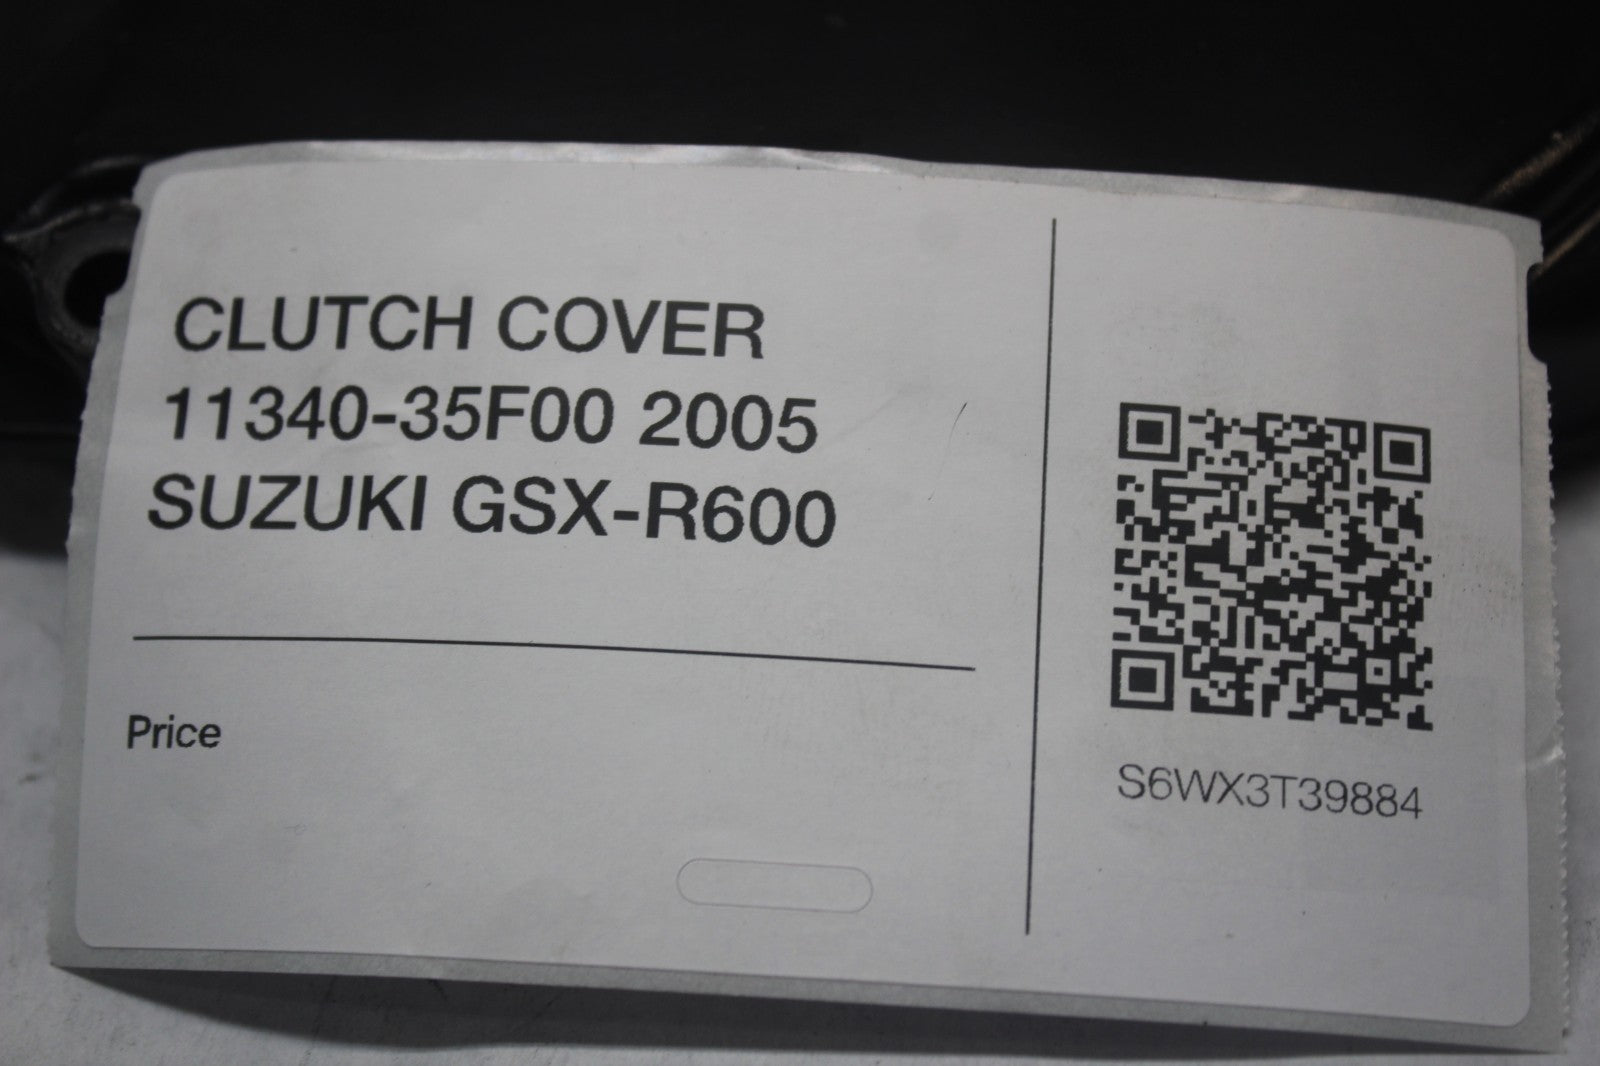 CLUTCH COVER
11340-35F00 2005
SUZUKI GSX-R600
Price
S6WX3T39884